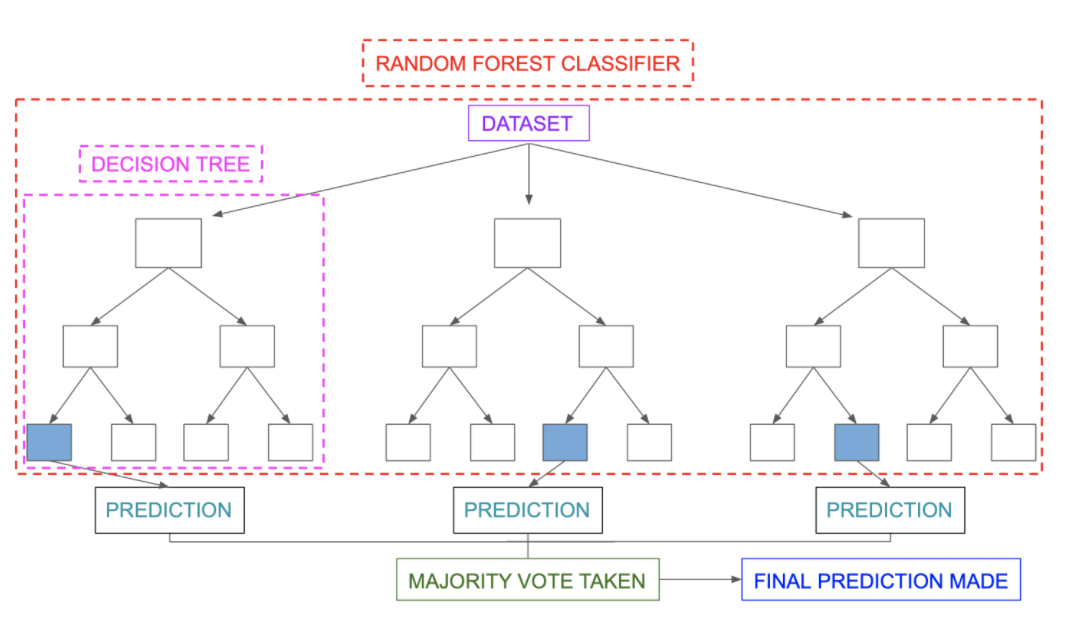 RANDOM FOREST CLASSIFIER
DATASET
DECISION TREE
PREDICTION
PREDICTION
PREDICTION
MAJORITY VOTE TAKEN
FINAL PREDICTION MADE